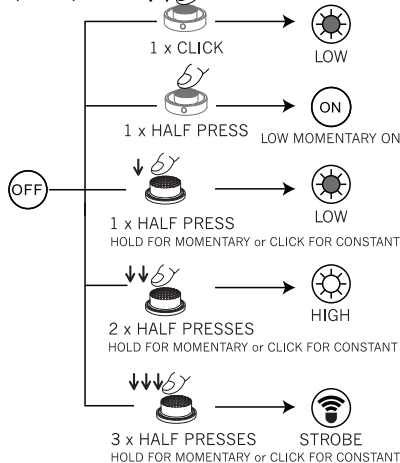 1 x CLICK
LOW
ON
1 x HALF PRESS
LOW MOMENTARY ON
OFF
1 x HALF PRESS
LOW
HOLD FOR MOMENTARY or CLICK FOR CONSTANT
HIGH
2 x HALF PRESSES
HOLD FOR MOMENTARY or CLICK FOR CONSTANT
3 x HALF PRESSES
STROBE
HOLD FOR MOMENTARY or CLICK FOR CONSTANT